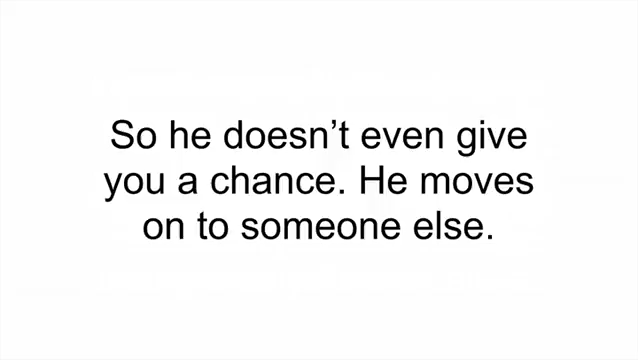 So he doesn’t even give
you a chance. He moves
on to someone else.